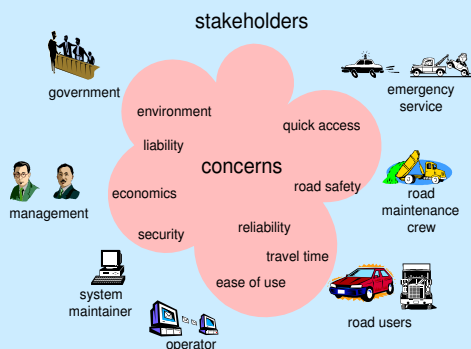 stakeholders
government
emergency
service
environment
quick access
liability
concerns
economics
road safety
management
road
maintenance
crew
security
reliability
travel time
ease of use
system
maintainer
road users
operator